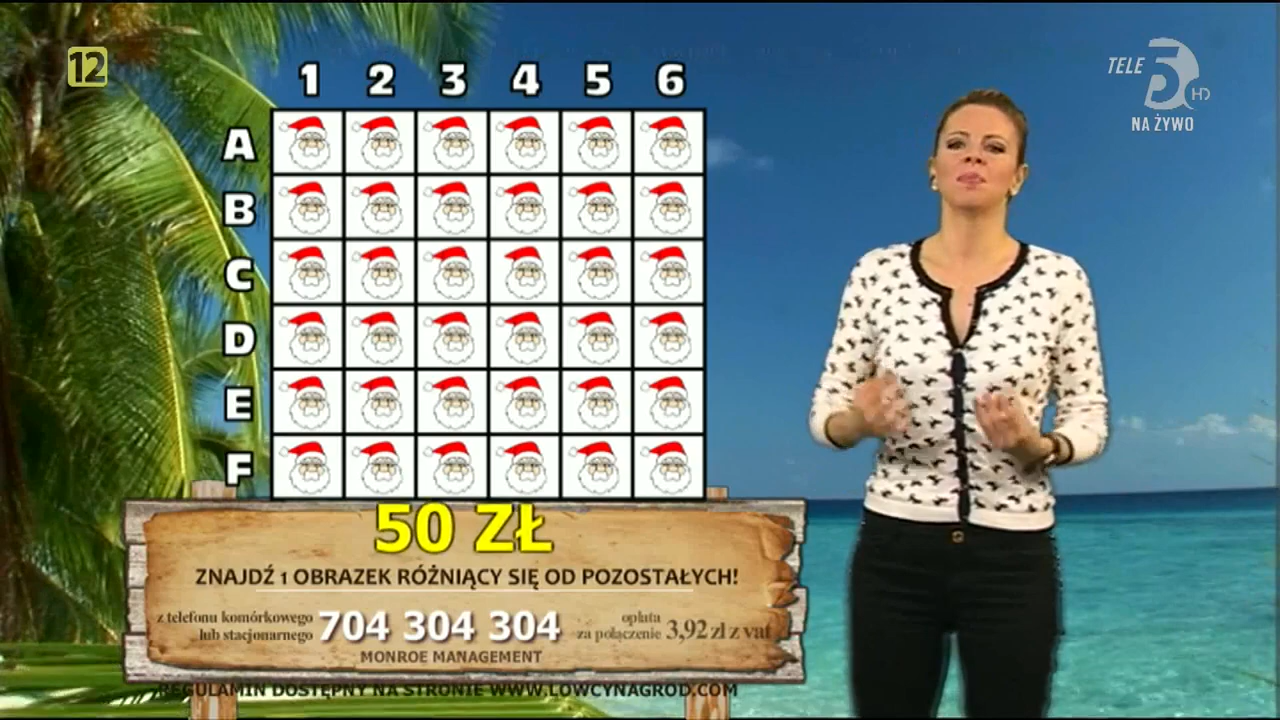 12
TELE 5 HD
NA ŻYWO
1 2 3 4 5 6
A
B
C
D
E
F
50 ZŁ
ZNAJDŹ 1 OBRAZEK RÓŻNIĄCY SIĘ OD POZOSTAŁYCH!
z telefonu komórkowego
lub stacjonarnego
704 304 304
opłata
za połączenie 3,92 zł z vat
MONROE MANAGEMENT
REGULAMIN DOSTĘPNY NA STRONIE WWW.LOWCYNAGROD.COM